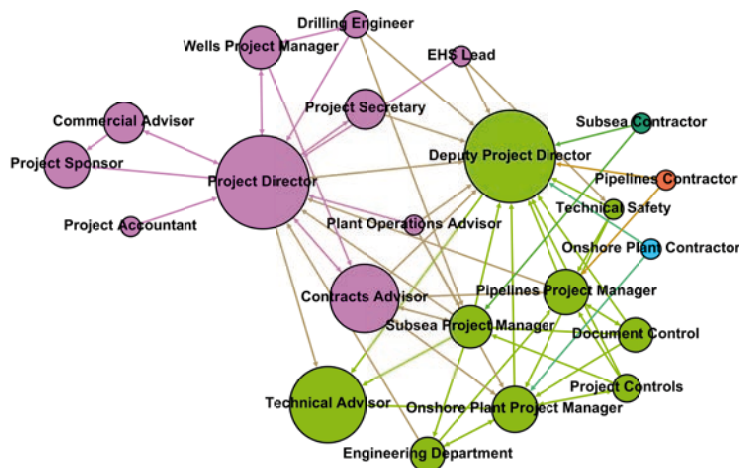 Drilling Engineer
Wells Project Manager
EHS Lead
Project Secretary
Commercial Advisor
Subsea Contractor
Deputy Project Director
Project Sponsor
Project Director
Pipelines Contractor
Technical Safety
Project Accountant
Plant Operations Advisor
Onshore Plant Contractor
Pipelines Project Manager
Contracts Advisor
Subsea Project Manager
Document Control
Project Controls
Technical Advisor
Onshore Plant Project Manager
Engineering Department